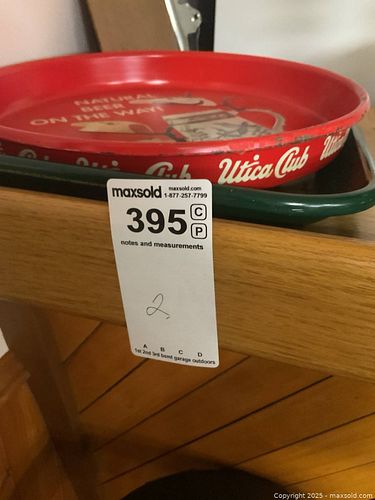 NATURAL
BEER
ON THE WAY!
Utica Club
Utica Club
maxsold maxsold.com
1-877-257-7799
395 C
P
notes and measurements
2
A B C D
1st 2nd 3rd bsmt garage outdoors
Copyright 2025 - maxsold.com